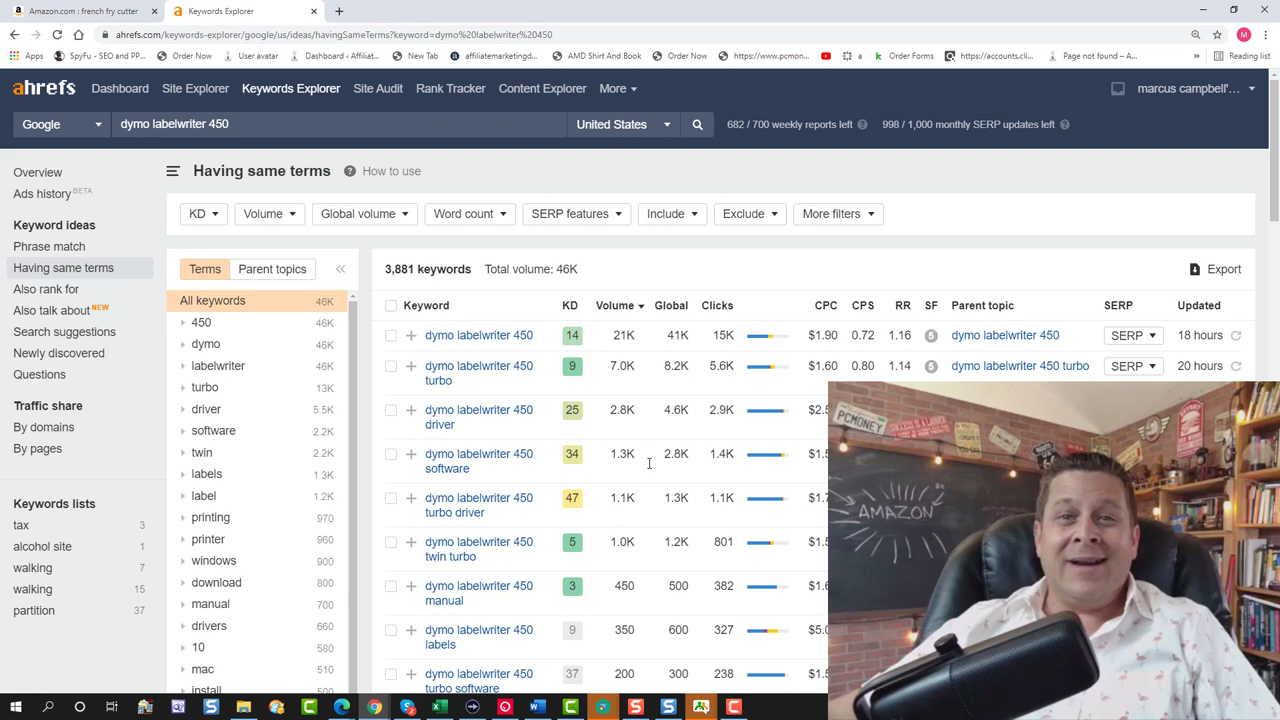 Amazon.com : french fry cutter
Keywords Explorer
ahrefs.com/keywords-explorer/google/us/ideas/havingSameTerms?keyword=dymo%20labelwriter%20450
M
Apps
SpyFu - SEO and PP...
Order Now
User avatar
Dashboard ‹ Affiliat...
New Tab
affiliatemarketingd...
AMD Shirt And Book
Order Now
https://www.pcmoni...
a
Order Forms
https://accounts.cli...
Page not found – A...
»
Reading list
ahrefs
Dashboard
Site Explorer
Keywords Explorer
Site Audit
Rank Tracker
Content Explorer
More
marcus campbell'...
Google
dymo labelwriter 450
United States
682 / 700 weekly reports left
998 / 1,000 monthly SERP updates left
Overview
Ads history BETA
Keyword ideas
Phrase match
Having same terms
Also rank for
Also talk about NEW
Search suggestions
Newly discovered
Questions
Traffic share
By domains
By pages
Keywords lists
tax 3
alcohol site 1
walking 7
walking 15
partition 37
Having same terms
How to use
KD
Volume
Global volume
Word count
SERP features
Include
Exclude
More filters
Terms
Parent topics
«
All keywords 46K
450 46K
dymo 46K
labelwriter 46K
turbo 13K
driver 5.5K
software 2.2K
twin 2.2K
labels 1.3K
label 1.2K
printing 970
printer 960
windows 910
download 800
manual 700
drivers 610
10 580
mac 510
install 500
3,881 keywords
Total volume: 46K
Export
Keyword KD Volume Global Clicks CPC CPS RR SF Parent topic SERP Updated
dymo labelwriter 450 14 21K 41K 15K $1.90 0.72 1.16 5 dymo labelwriter 450 SERP 18 hours
dymo labelwriter 450 9 7.0K 8.2K 5.6K $1.60 0.80 1.14 5 dymo labelwriter 450 turbo SERP 20 hours
turbo
dymo labelwriter 450 25 2.8K 4.6K 2.9K
driver
dymo labelwriter 450 34 1.3K 2.8K 1.4K
software
dymo labelwriter 450 47 1.1K 1.3K 1.1K
turbo driver
dymo labelwriter 450 5 1.0K 1.2K 801
twin turbo
dymo labelwriter 450 3 450 500 382
manual
dymo labelwriter 450 9 350 600 327
labels
dymo labelwriter 450 37 200 300 238
turbo software
PCMONEY
AMAZON